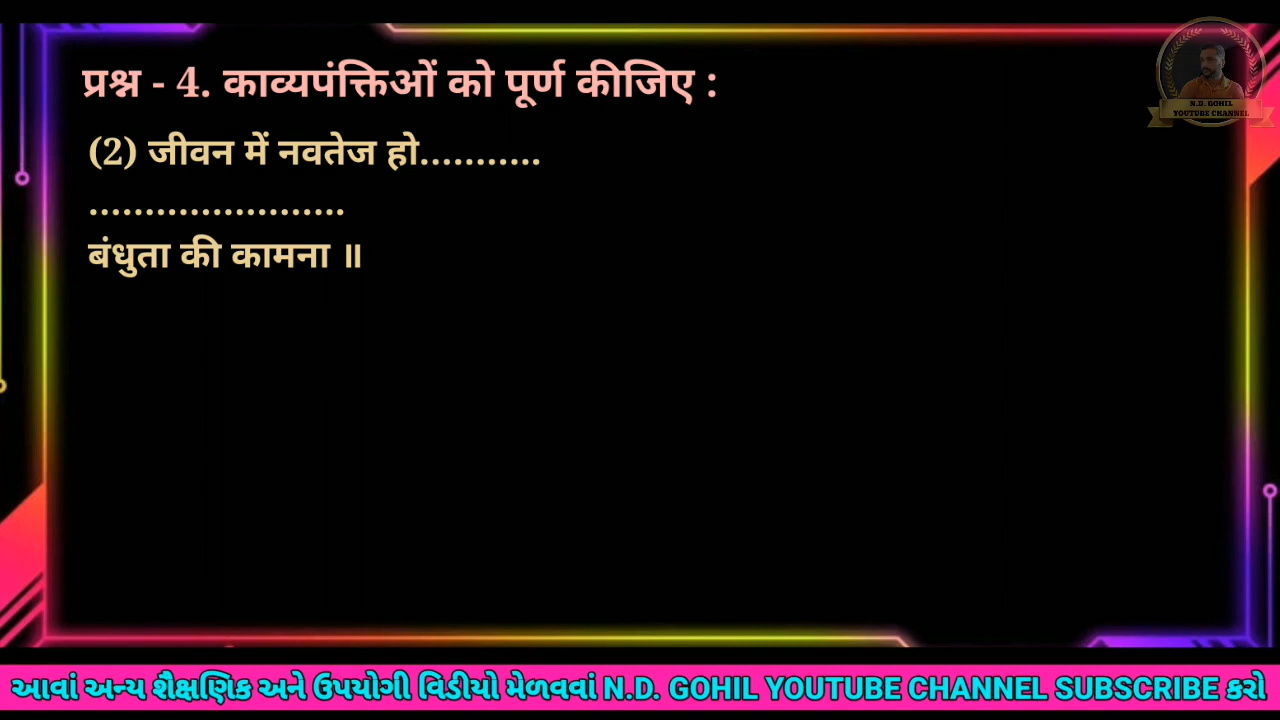 प्रश्न - 4. काव्यपंक्तिओं को पूर्ण कीजिए :
(2) जीवन में नवतेज हो...........
.......................
बंधुता की कामना ॥
N.D. GOHIL
YOUTUBE CHANNEL
આવાં અન્ય શૈક્ષણિક અને ઉપયોગી વિડીયો મેળવવાં N.D. GOHIL YOUTUBE CHANNEL SUBSCRIBE કરો